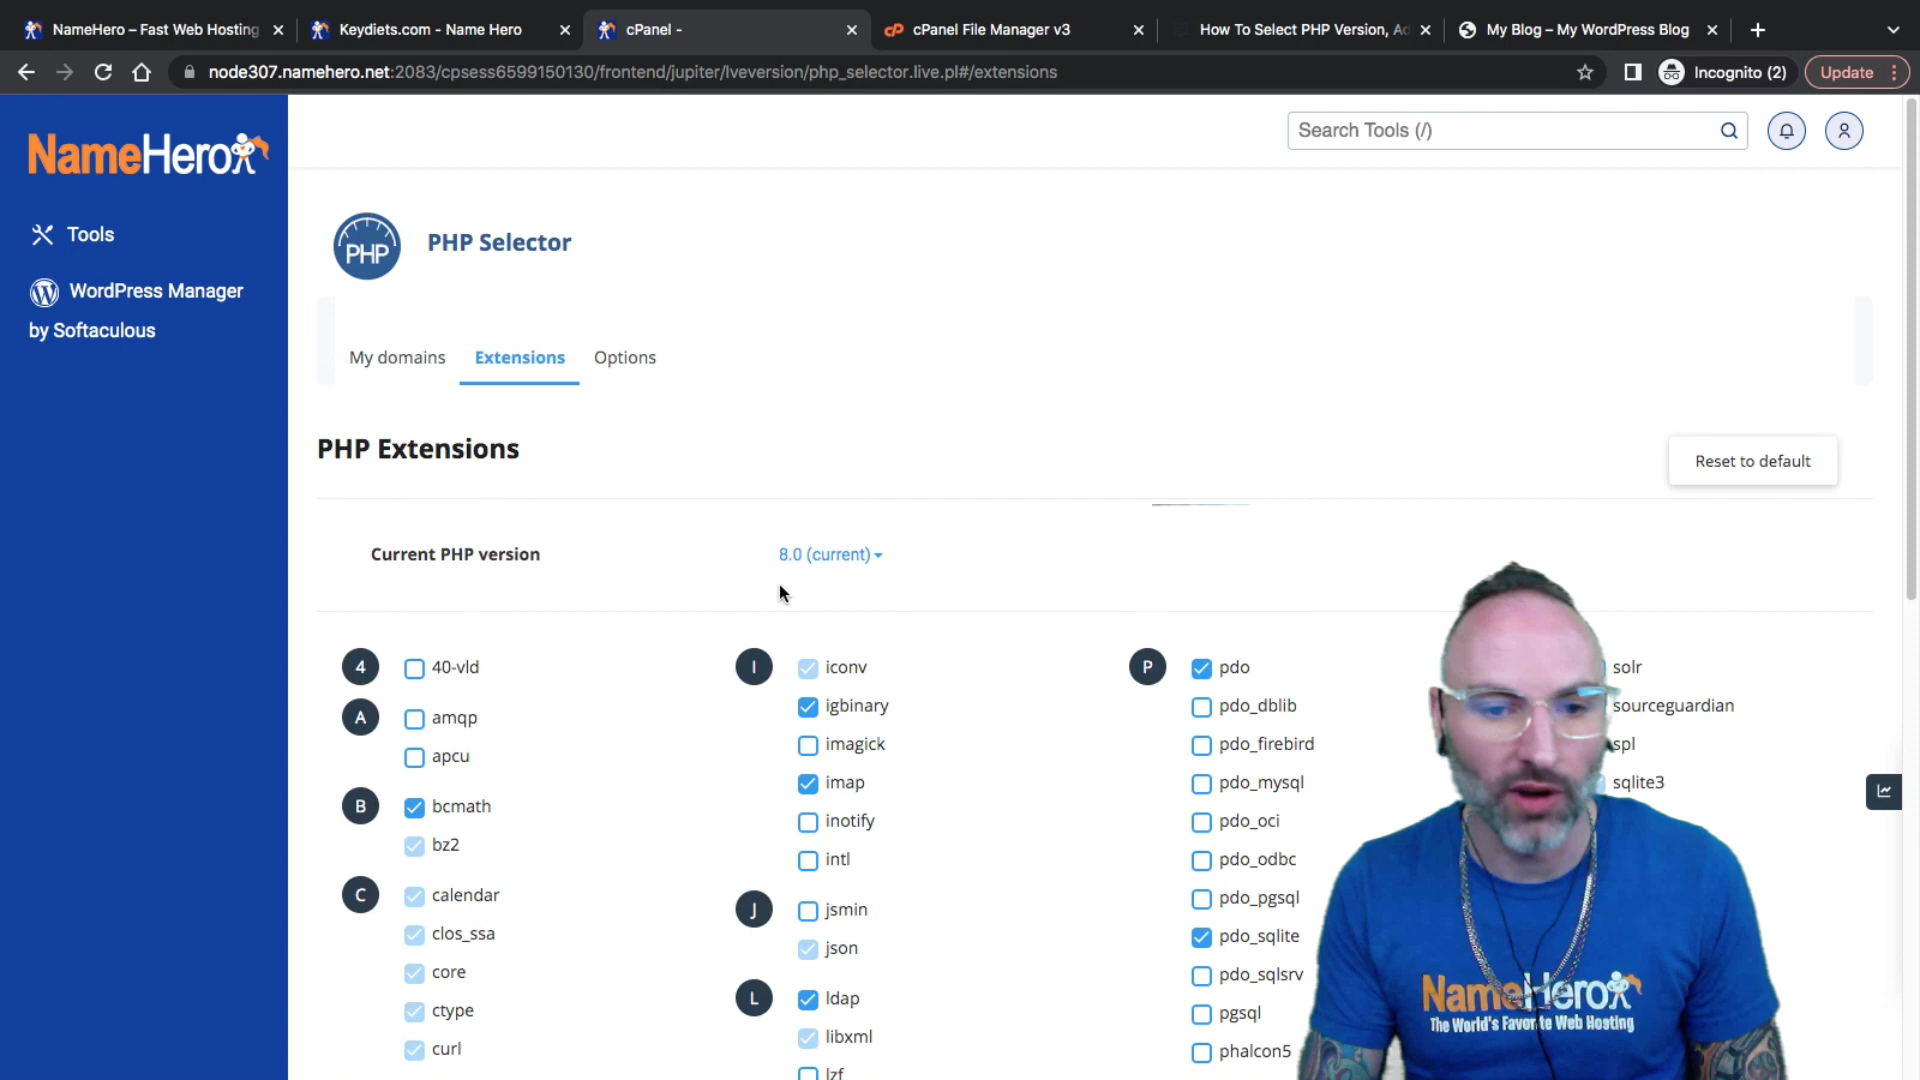 NameHero – Fast Web Hosting
Keydiets.com - Name Hero
cPanel -
cP cPanel File Manager v3
How To Select PHP Version, Ad
My Blog – My WordPress Blog
node307.namehero.net:2083/cpsess6599150130/frontend/jupiter/lveversion/php_selector.live.pl#/extensions
Incognito (2)
Update
NameHero
Search Tools (/)
Tools
WordPress Manager
by Softaculous
PHP
PHP Selector
My domains
Extensions
Options
PHP Extensions
Reset to default
Current PHP version
8.0 (current)
4
40-vld
A
amqp
apcu
B
bcmath
bz2
C
calendar
clos_ssa
core
ctype
curl
I
iconv
igbinary
imagick
imap
inotify
intl
J
jsmin
json
L
ldap
libxml
lzf
P
pdo
pdo_dblib
pdo_firebird
pdo_mysql
pdo_oci
pdo_odbc
pdo_pgsql
pdo_sqlite
pdo_sqlsrv
pgsql
phalcon5
solr
sourceguardian
spl
sqlite3
NameHero
The World's Favorite Web Hosting